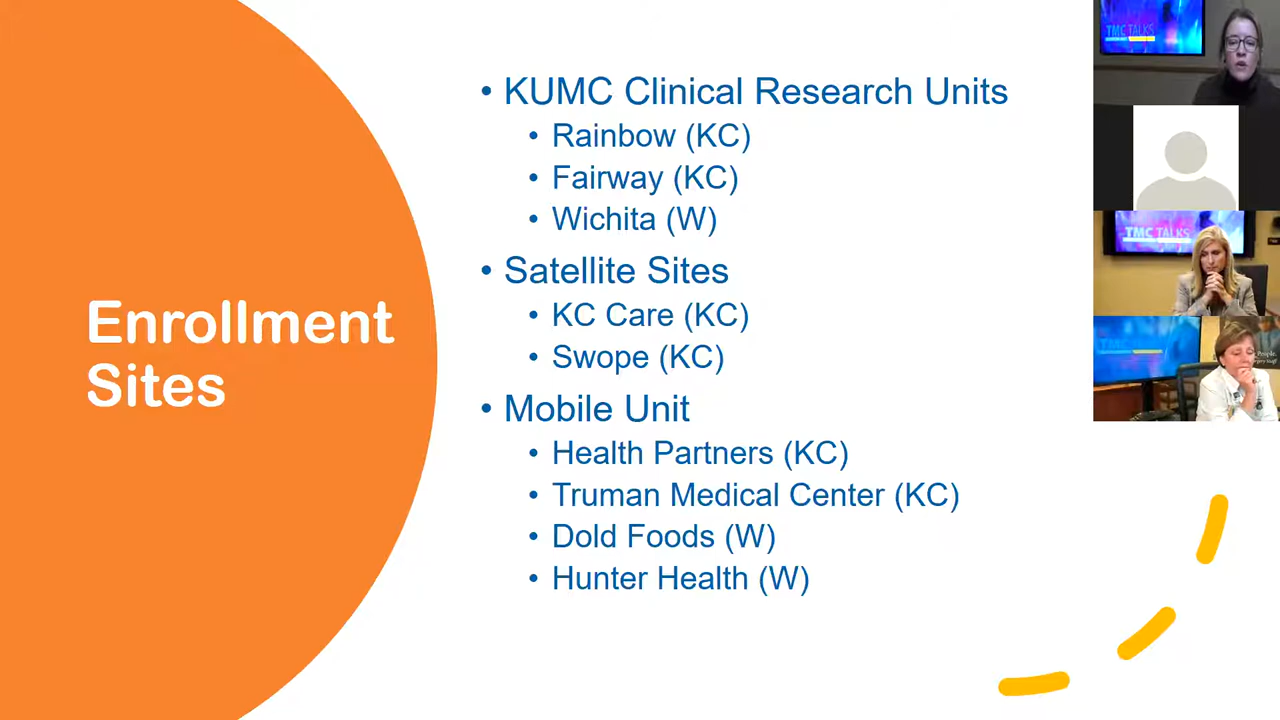 Enrollment
Sites
• KUMC Clinical Research Units
• Rainbow (KC)
• Fairway (KC)
• Wichita (W)
• Satellite Sites
• KC Care (KC)
• Swope (KC)
• Mobile Unit
• Health Partners (KC)
• Truman Medical Center (KC)
• Dold Foods (W)
• Hunter Health (W)
TMC TALKS
TMC TALKS
People.